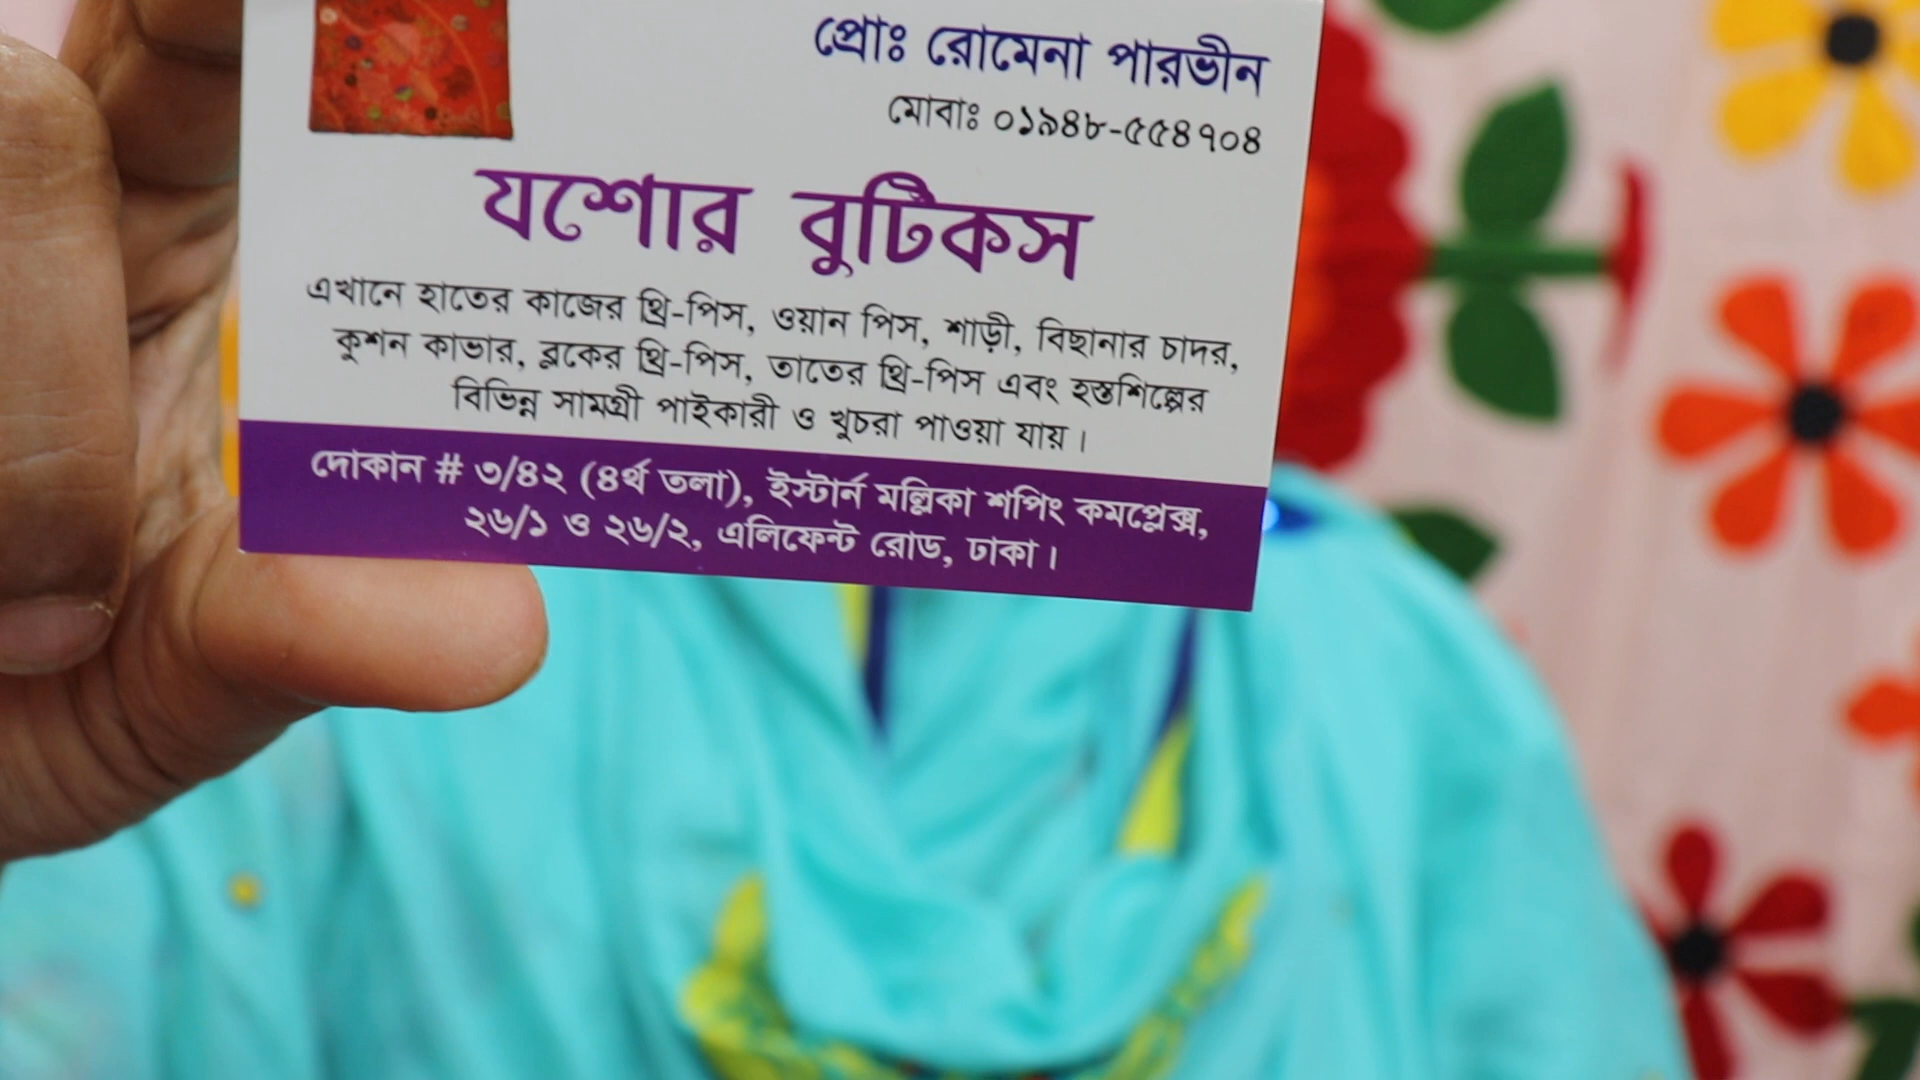 প্রোঃ রোমেনা পারভীন
মোবাঃ ০১৯৪৮-৫৫৪৭০৪
যশোর বুটিকস
এখানে হাতের কাজের থ্রি-পিস, ওয়ান পিস, শাড়ী, বিছানার চাদর,
কুশন কাভার, ব্লকের থ্রি-পিস, তাতের থ্রি-পিস এবং হস্তশিল্পের
বিভিন্ন সামগ্রী পাইকারী ও খুচরা পাওয়া যায়।
দোকান # ৩/৪২ (৪র্থ তলা), ইস্টার্ন মল্লিকা শপিং কমপ্লেক্স,
২৬/১ ও ২৬/২, এলিফেন্ট রোড, ঢাকা।